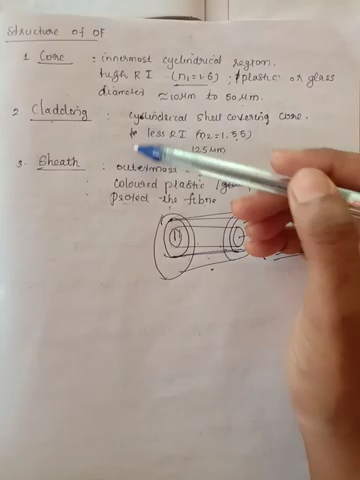 Structure of OF
1. Core : innermost cylindrical region.
high RI (n1=1.6) ; plastic or glass
diameter ≈10μm to 50μm.
2 Cladding : cylindrical shell covering core.
less RI (n2=1.55)
125μm
3. Sheath : outermost
: coloured plastic
: protect the fibre